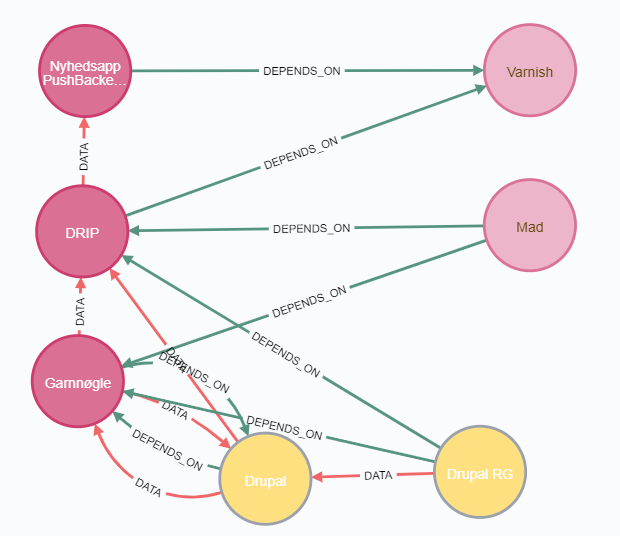 Nyhedsapp
PushBacke...
DEPENDS_ON
Varnish
DATA
DEPENDS_ON
DRIP
DEPENDS_ON
Mad
DATA
DEPENDS_ON
DEPENDS_ON
DATA
DEPENDS_ON
Garnnøgle
DATA
DEPENDS_ON
DEPENDS_ON
DATA
Drupal
DATA
Drupal RG